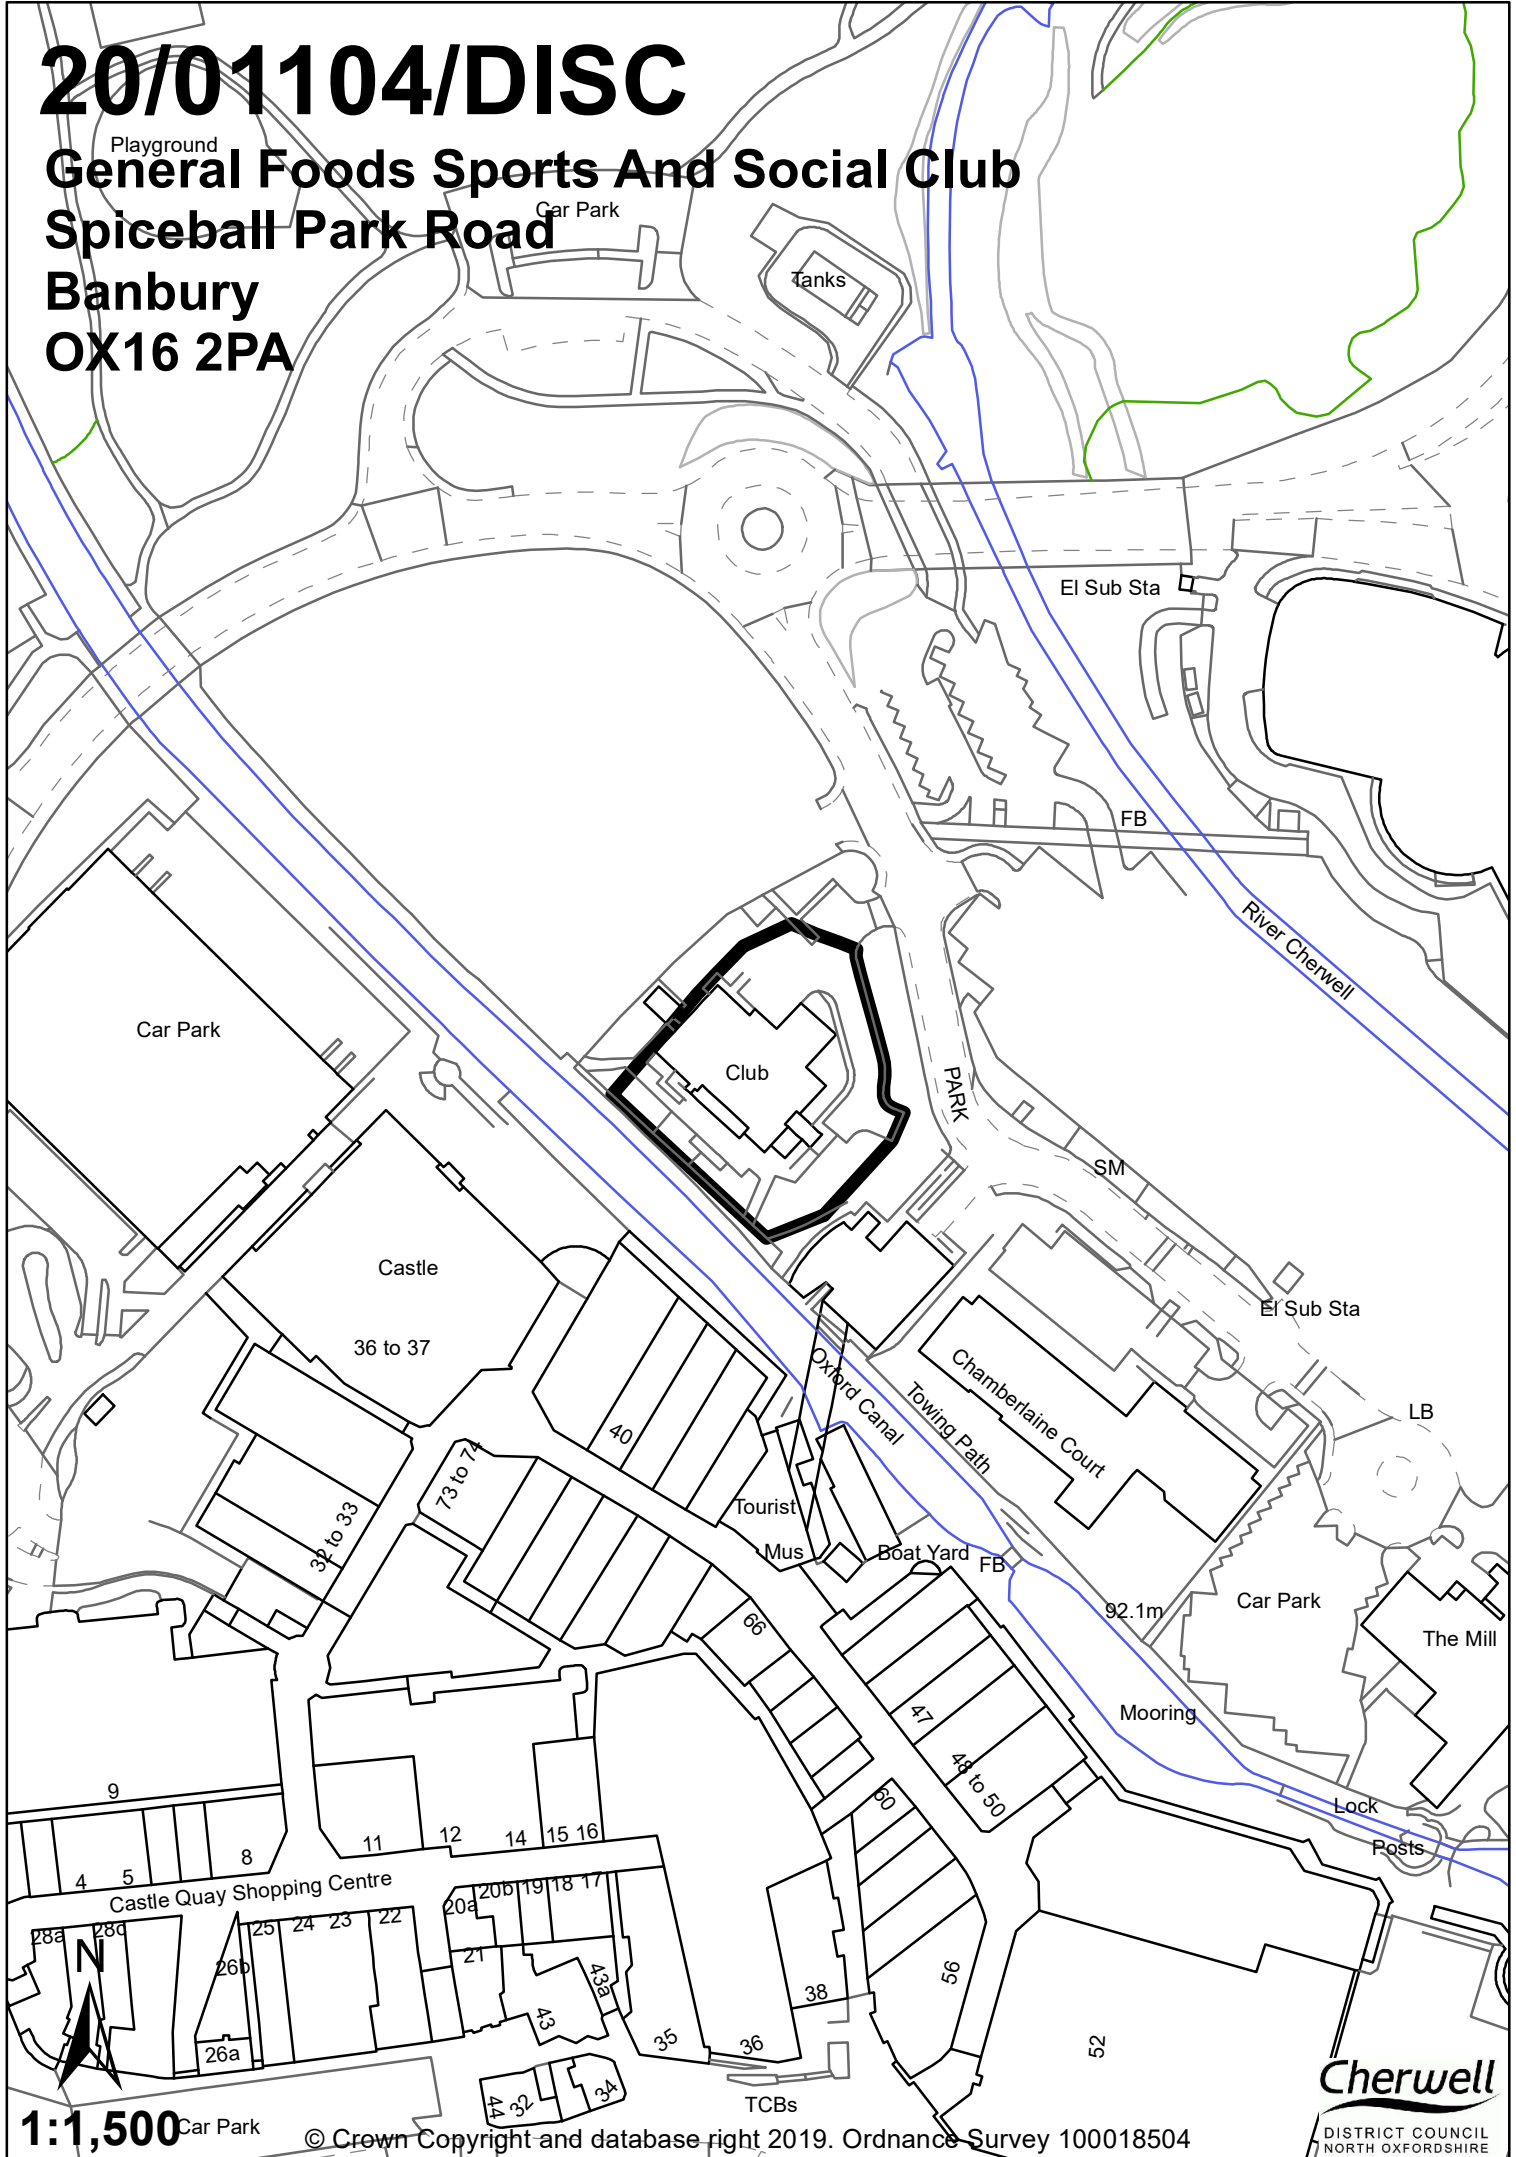 20/01104/DISC
Playground
General Foods Sports And Social Club
Car Park
Spiceball Park Road
Tanks
Banbury
OX16 2PA
El Sub Sta
FB
River Cherwell
Car Park
Club
PARK
SM
Castle
El Sub Sta
36 to 37
Oxford Canal
Towing Path
Chamberlaine Court
LB
40
73 to 74
32 to 33
Tourist
Mus
Boat Yard
FB
92.1m
Car Park
The Mill
66
47
Mooring
48 to 50
60
Lock
Posts
9
4
5
8
11
12
14
15
16
Castle Quay Shopping Centre
28a
28c
25
24
23
22
20a
20b
19
18
17
N
26b
21
43a
43
38
56
26a
35
36
52
44
32
34
TCBs
Cherwell
DISTRICT COUNCIL
NORTH OXFORDSHIRE
1:1,500
Car Park
© Crown Copyright and database right 2019. Ordnance Survey 100018504